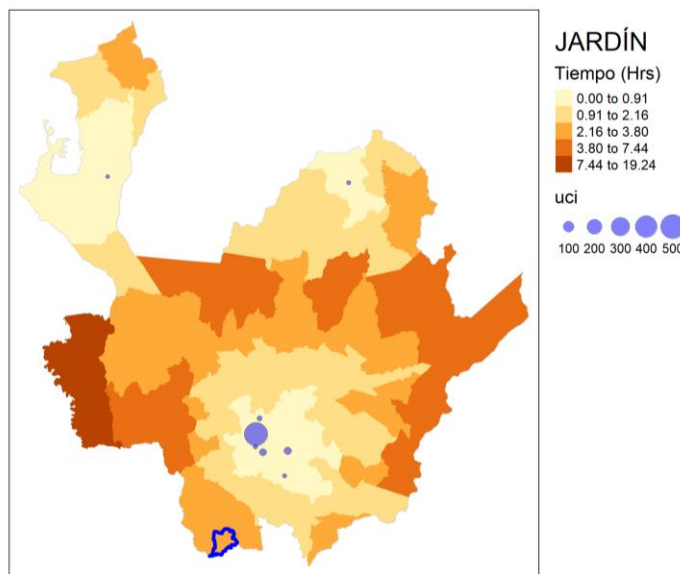 JARDÍN
Tiempo (Hrs)
0.00 to 0.91
0.91 to 2.16
2.16 to 3.80
3.80 to 7.44
7.44 to 19.24
uci
100 200 300 400 500